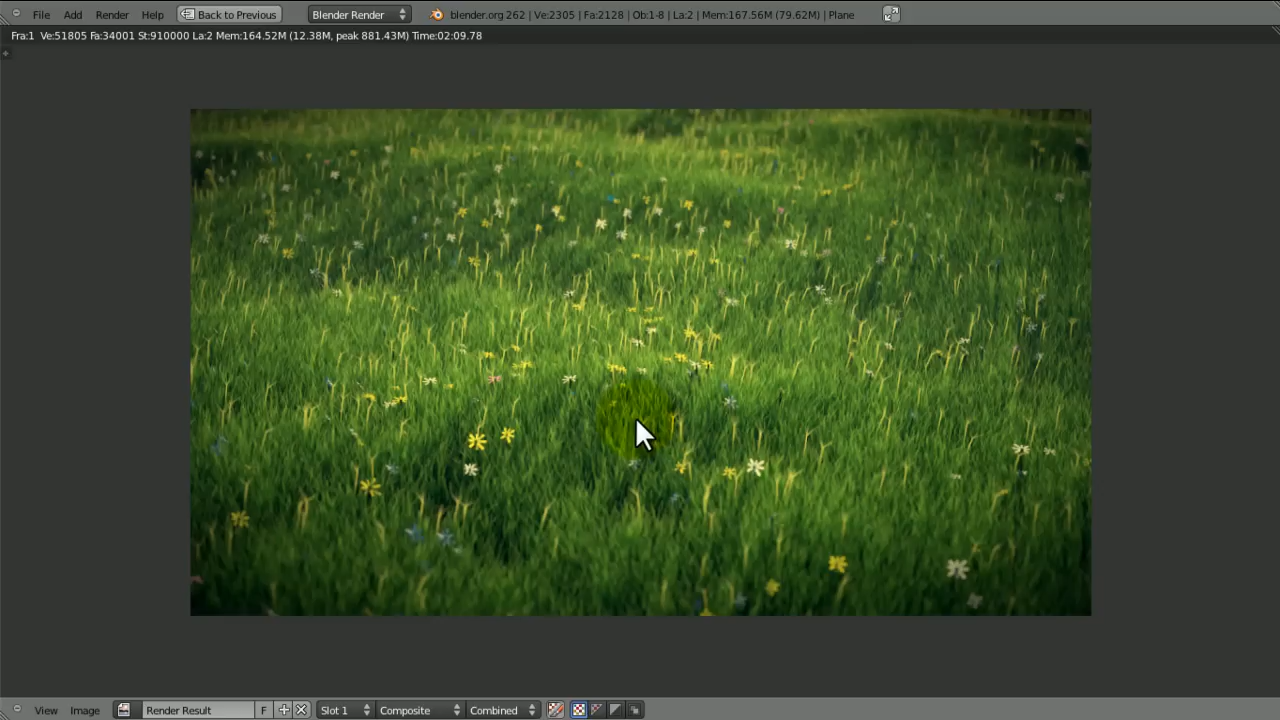 File Add Render Help Back to Previous Blender Render blender.org 262 | Ve:2305 | Fa:2128 | Ob:1-8 | La:2 | Mem:167.56M (79.62M) | Plane
Fra:1 Ve:51805 Fa:34001 St:910000 La:2 Mem:164.52M (12.38M, peak 881.43M) Time:02:09.78
View Image Render Result F Slot 1 Composite Combined